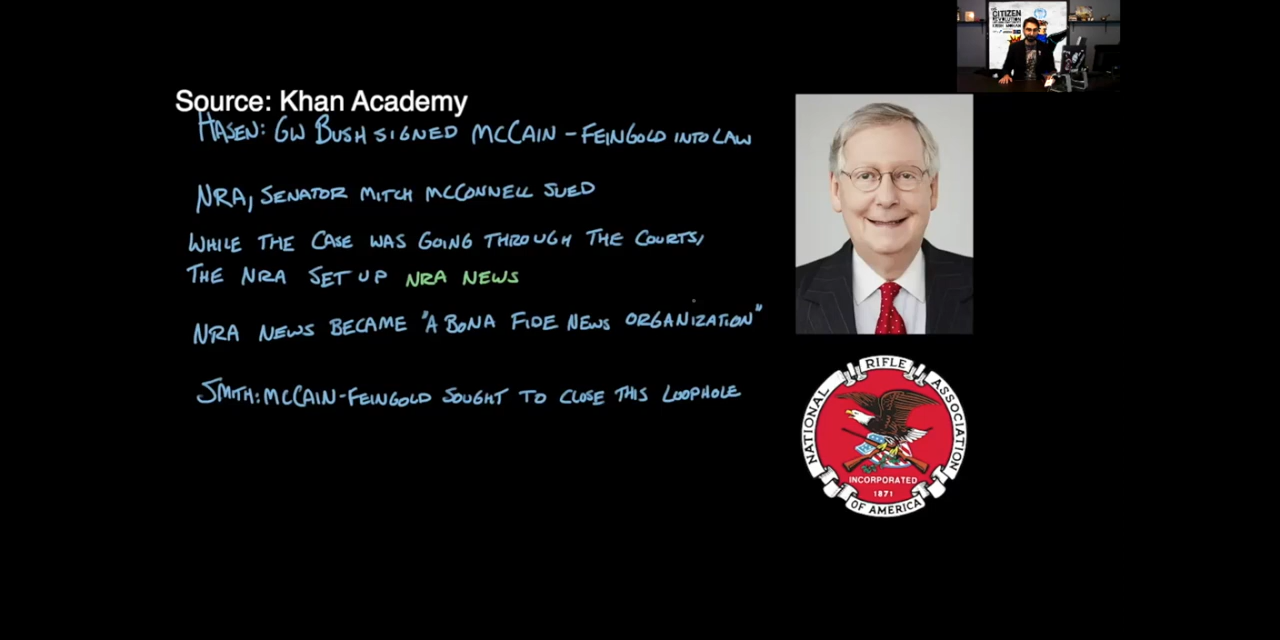 CITIZEN
REVOLUTION
Source: Khan Academy
HASEN: GW BUSH SIGNED MCCAIN - FEINGOLD INTO LAW
NRA, SENATOR MITCH MCCONNELL SUED
WHILE THE CASE WAS GOING THROUGH THE COURTS,
THE NRA SET UP NRA NEWS
NRA NEWS BECAME "A BONA FIDE NEWS ORGANIZATION"
SMITH: MCCAIN-FEINGOLD SOUGHT TO CLOSE THIS LOOPHOLE
NATIONAL RIFLE ASSOCIATION
INCORPORATED
1871
OF AMERICA